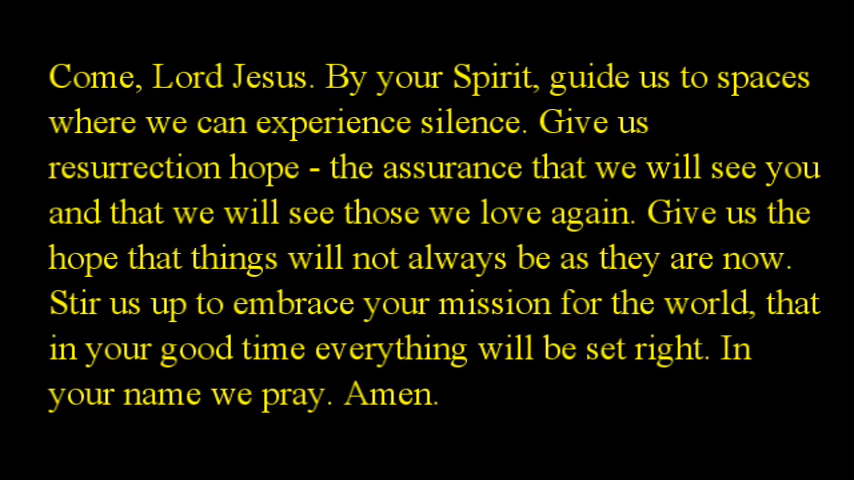 Come, Lord Jesus. By your Spirit, guide us to spaces
where we can experience silence. Give us
resurrection hope - the assurance that we will see you
and that we will see those we love again. Give us the
hope that things will not always be as they are now.
Stir us up to embrace your mission for the world, that
in your good time everything will be set right. In
your name we pray. Amen.